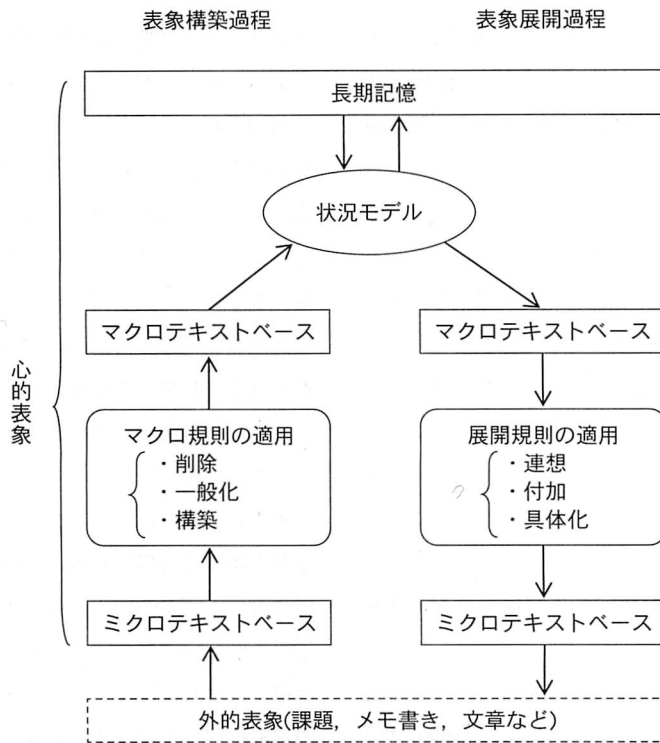 表象構築過程
表象展開過程
長期記憶
状況モデル
マクロテキストベース
マクロテキストベース
心的表象
マクロ規則の適用
・削除
・一般化
・構築
展開規則の適用
・連想
・付加
・具体化
ミクロテキストベース
ミクロテキストベース
外的表象(課題，メモ書き，文章など)